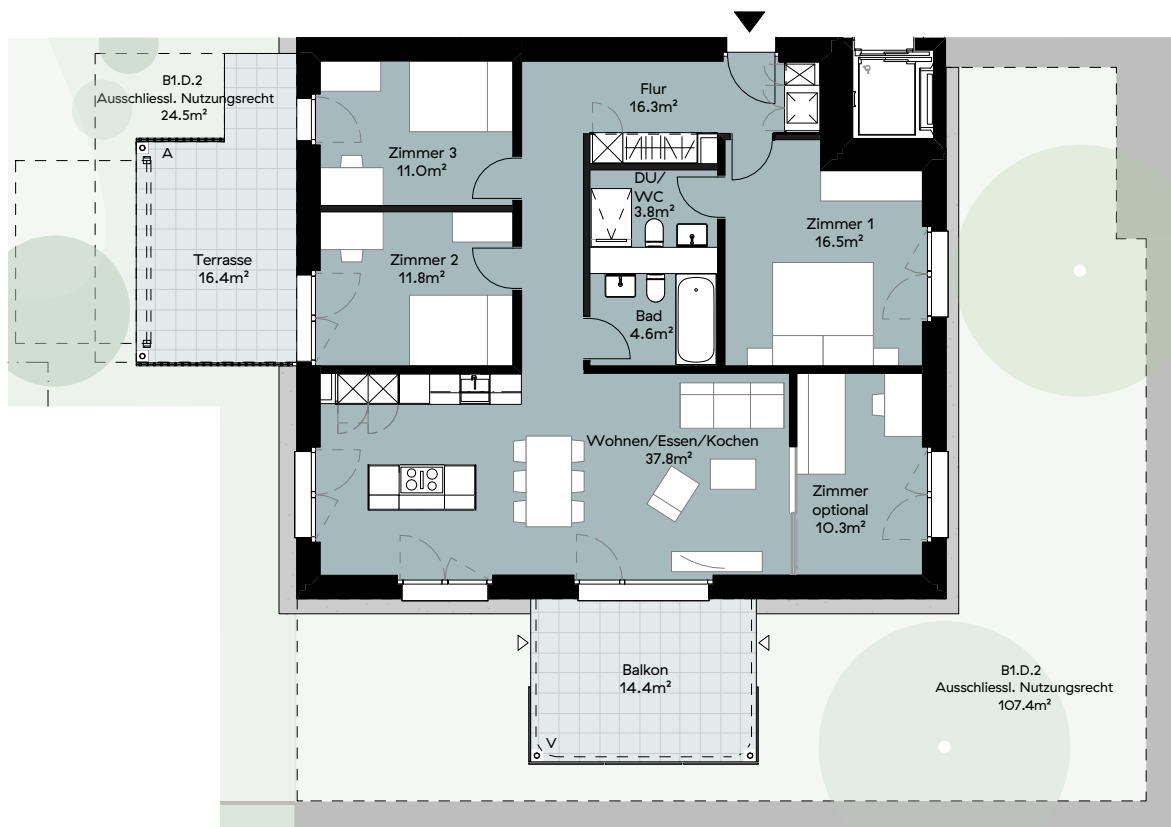 B1.D.2
Ausschliessl. Nutzungsrecht
24.5m²
A
Terrasse
16.4m²
Zimmer 3
11.0m²
Zimmer 2
11.8m²
Flur
16.3m²
DU/
WC
3.8m²
Bad
4.6m²
Zimmer 1
16.5m²
Wohnen/Essen/Kochen
37.8m²
Zimmer
optional
10.3m²
Balkon
14.4m²
V
B1.D.2
Ausschliessl. Nutzungsrecht
107.4m²